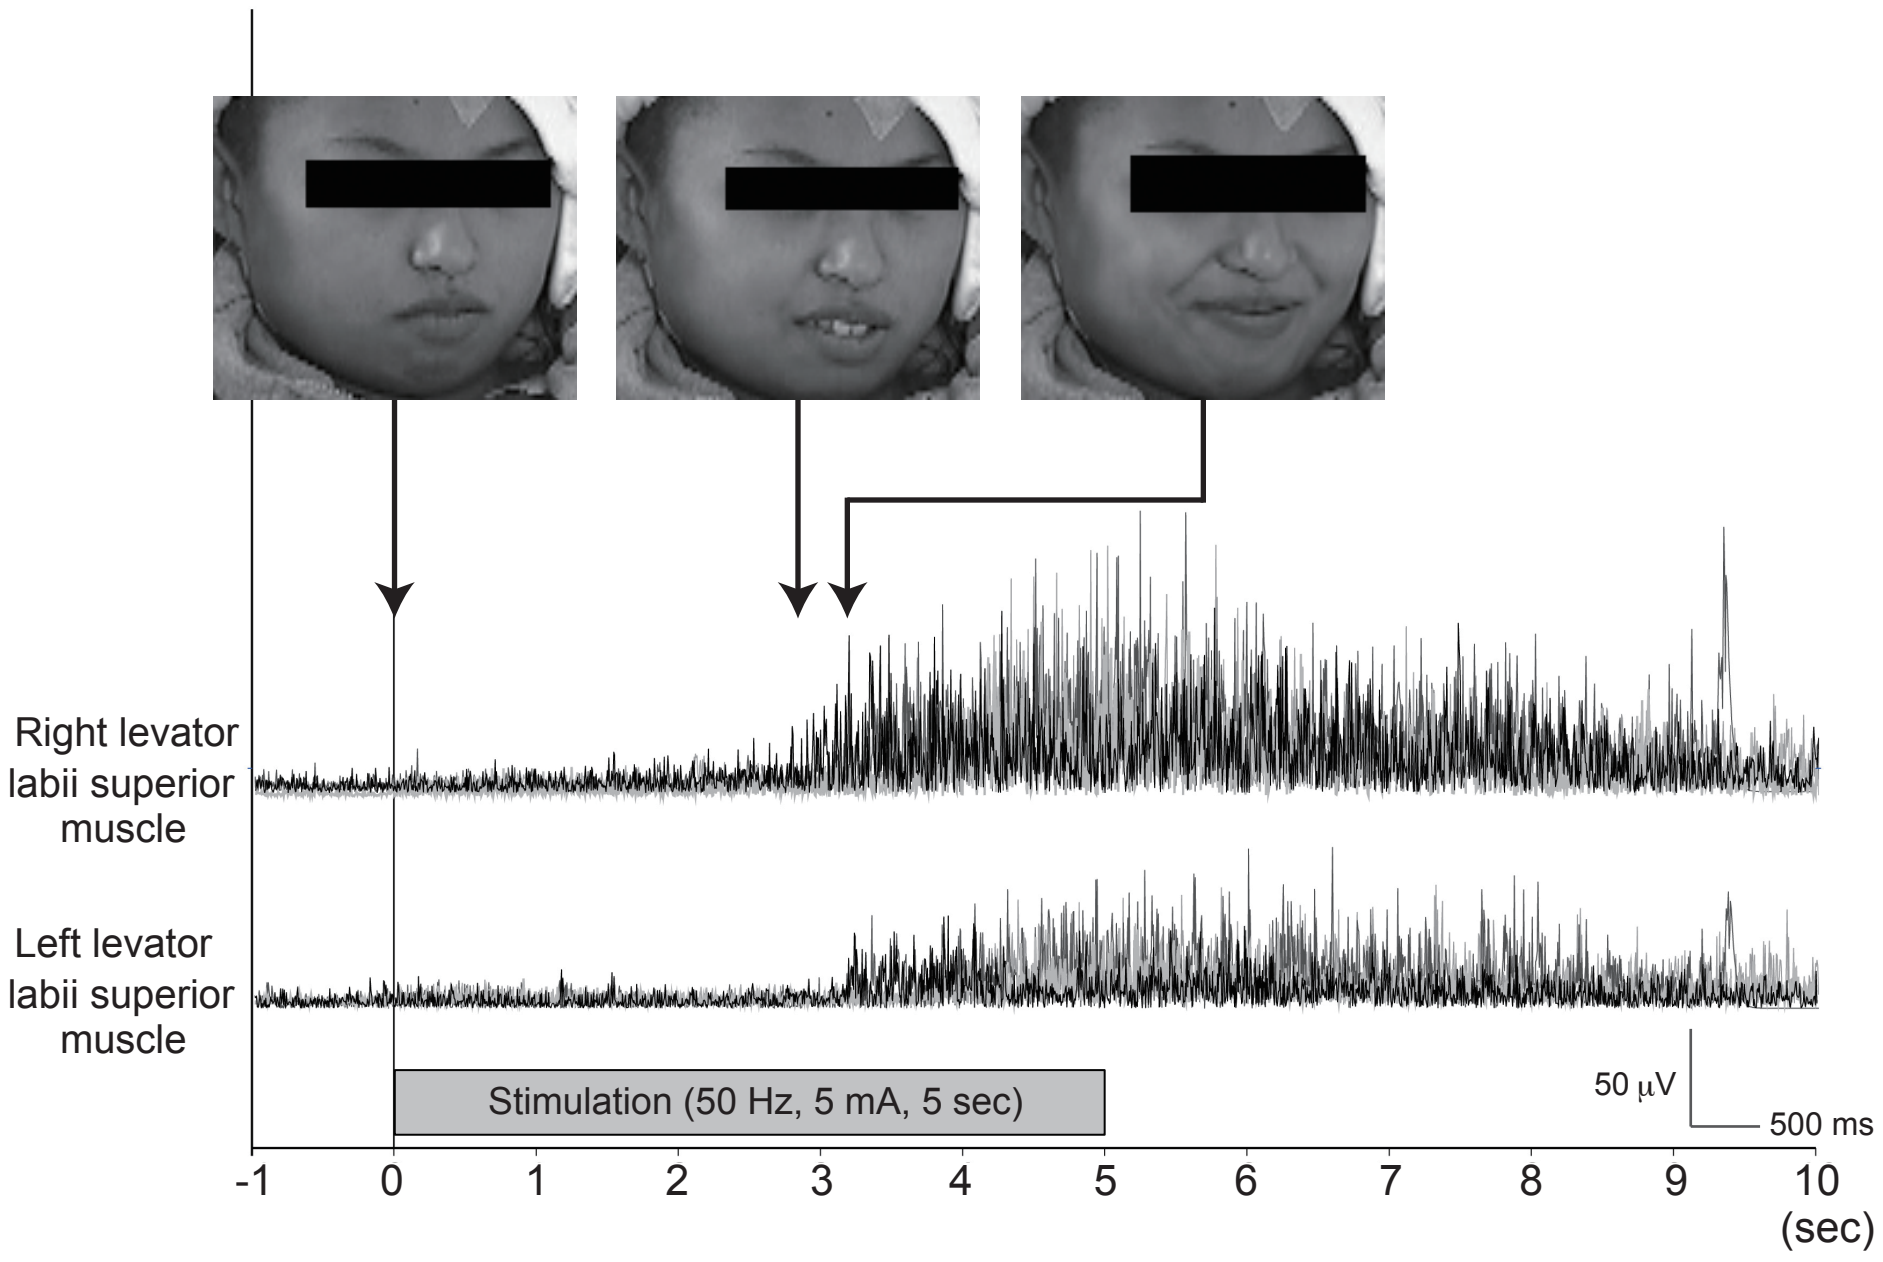 Right levator
labii superior
muscle
Left levator
labii superior
muscle
Stimulation (50 Hz, 5 mA, 5 sec)
50 μV
500 ms
-1 0 1 2 3 4 5 6 7 8 9 10
(sec)